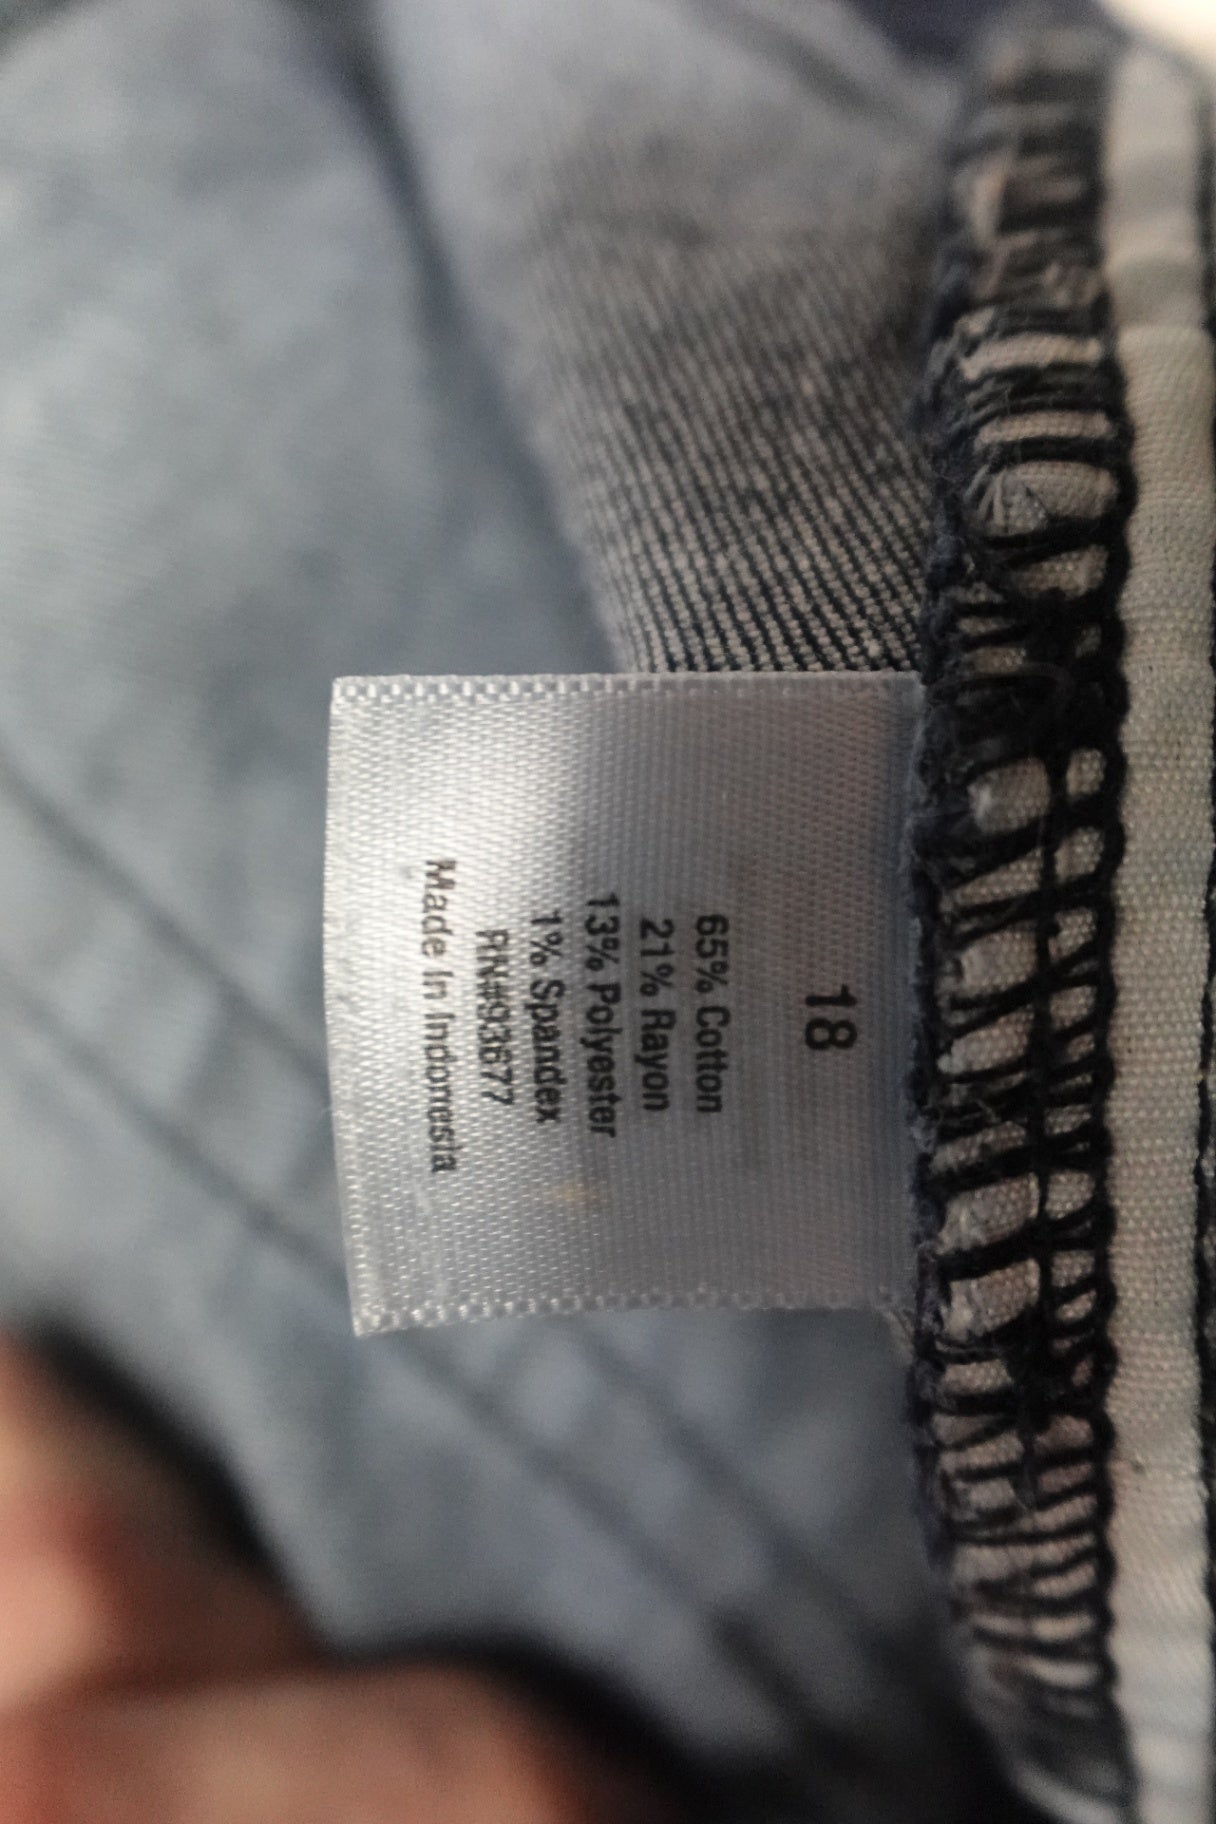 18
65% Cotton
21% Rayon
13% Polyester
1% Spandex
RN#93677
Made In Indonesia